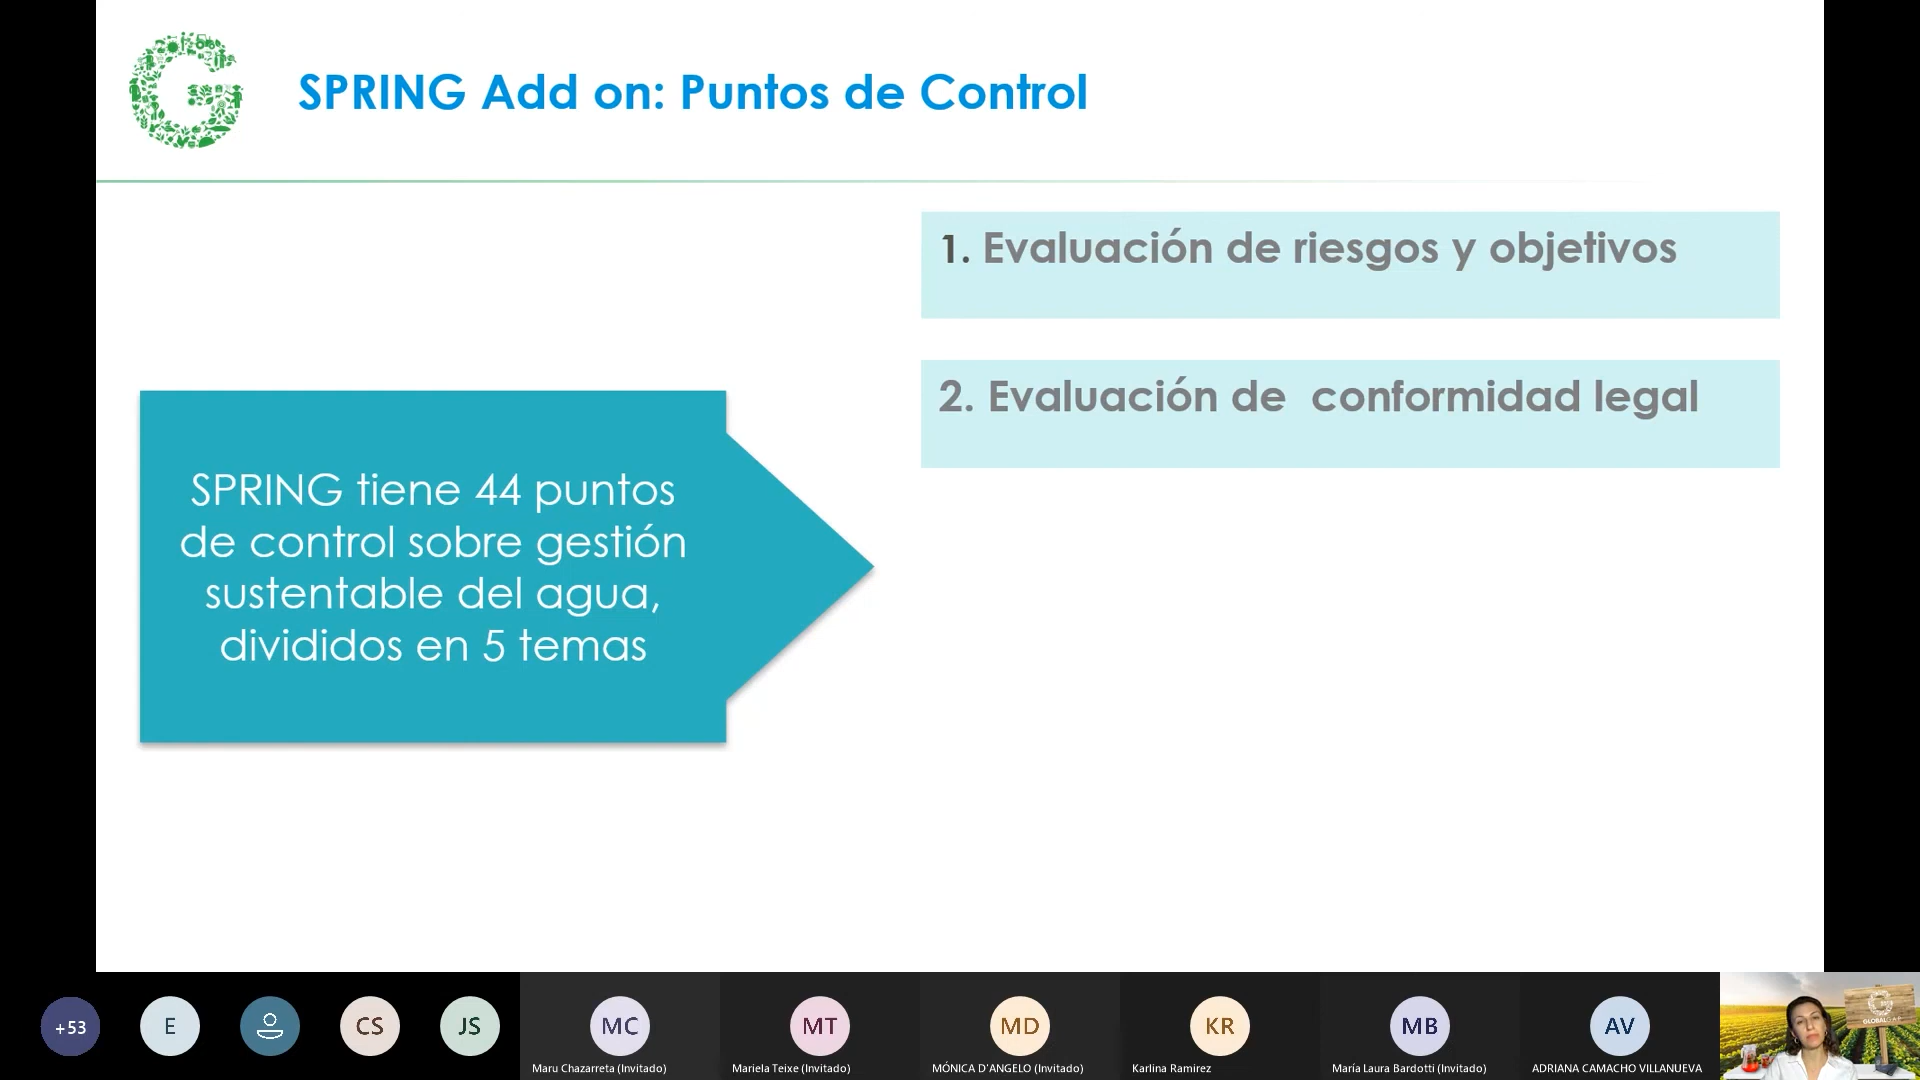 SPRING Add on: Puntos de Control
1. Evaluación de riesgos y objetivos
2. Evaluación de  conformidad legal
SPRING tiene 44 puntos
de control sobre gestión
sustentable del agua,
divididos en 5 temas
+53
E
CS
JS
MC
MT
MD
KR
MB
AV
Maru Chazarreta (Invitado)
Mariela Teixe (Invitado)
MÓNICA D'ANGELO (Invitado)
Karlina Ramirez
María Laura Bardotti (Invitado)
ADRIANA CAMACHO VILLANUEVA